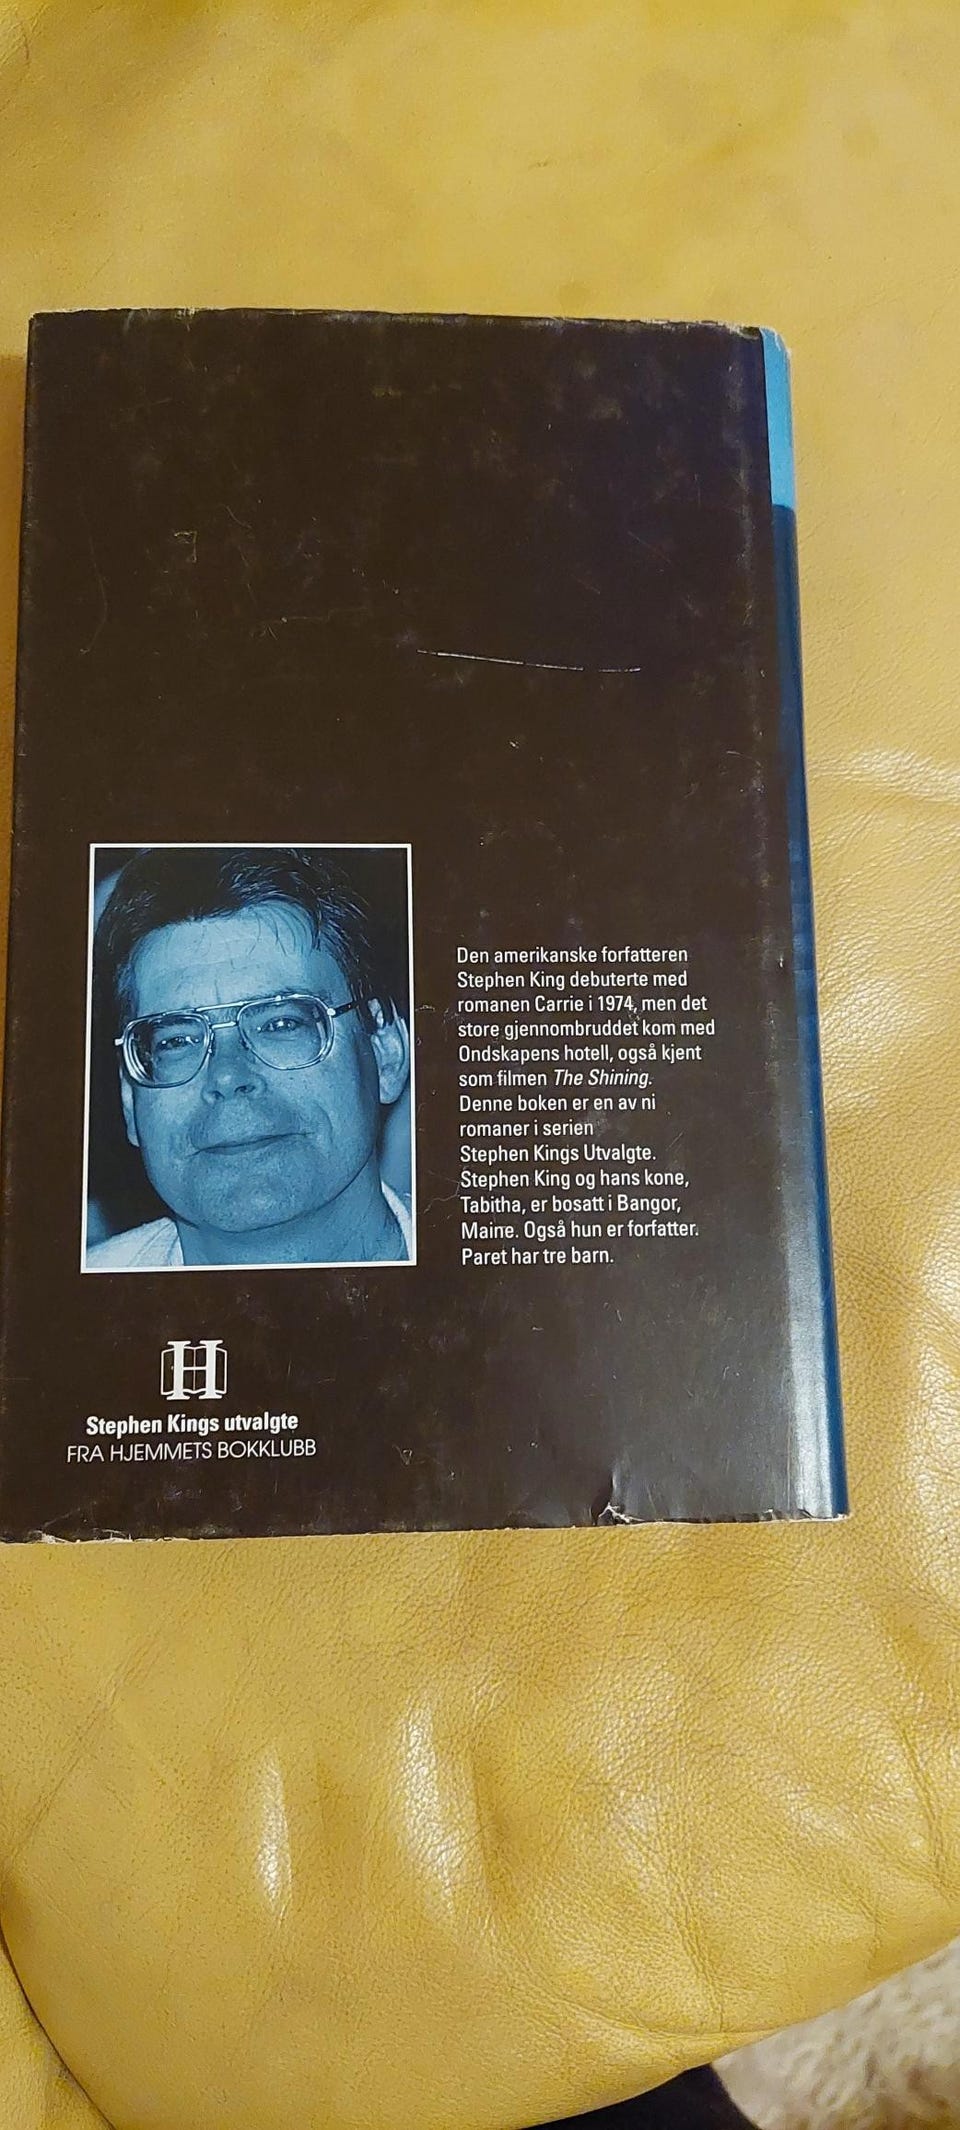 Den amerikanske forfatteren
Stephen King debuterte med
romanen Carrie i 1974, men det
store gjennombruddet kom med
Ondskapens hotell, også kjent
som filmen The Shining.
Denne boken er en av ni
romaner i serien
Stephen Kings Utvalgte.
Stephen King og hans kone,
Tabitha, er bosatt i Bangor,
Maine. Også hun er forfatter.
Paret har tre barn.
H
Stephen Kings utvalgte
FRA HJEMMETS BOKKLUBB